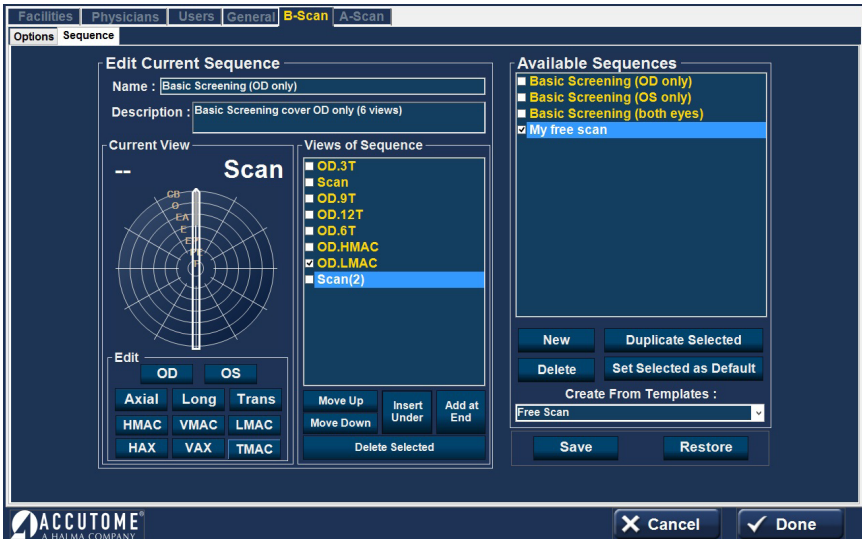 Facilities Physicians Users General B-Scan A-Scan
Options Sequence
Edit Current Sequence
Name : Basic Screening (OD only)
Description : Basic Screening cover OD only (6 views)
Current View
-- Scan
CB
O
EA
E
EP
PE
P
Edit
OD OS
Axial Long Trans
HMAC VMAC LMAC
HAX VAX TMAC
Views of Sequence
OD.3T
Scan
OD.9T
OD.12T
OD.6T
OD.HMAC
OD.LMAC
Scan(2)
Move Up
Move Down
Insert Under
Add at End
Delete Selected
Available Sequences
Basic Screening (OD only)
Basic Screening (OS only)
Basic Screening (both eyes)
My free scan
New Duplicate Selected
Delete Set Selected as Default
Create From Templates :
Free Scan
Save Restore
ACCUTOME®
A HALMA COMPANY
Cancel Done